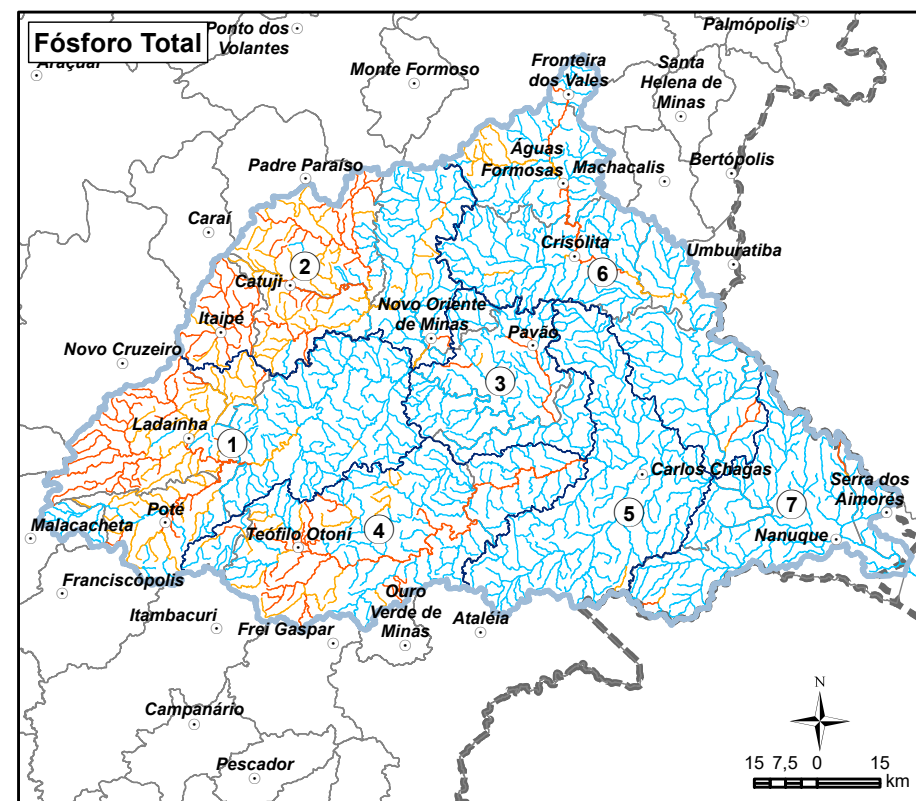 Fósforo Total
Ponto dos
Volantes
Araçuaí
Palmópolis
Monte Formoso
Fronteira
dos Vales
Santa
Helena de
Minas
Padre Paraíso
Águas
Formosas
Machacalis
Bertópolis
Caraí
Crisólita
Umburatiba
2
6
Catuji
Itaipé
Novo Oriente
de Minas
Pavão
Novo Cruzeiro
3
Ladainha
1
Carlos Chagas
Serra dos
Aimorés
Malacacheta
Poté
Teófilo Otoni
4
5
7
Nanuque
Franciscópolis
Itambacuri
Frei Gaspar
Ouro
Verde de
Minas
Ataléia
Campanário
Pescador
N
15 7,5 0 15
km